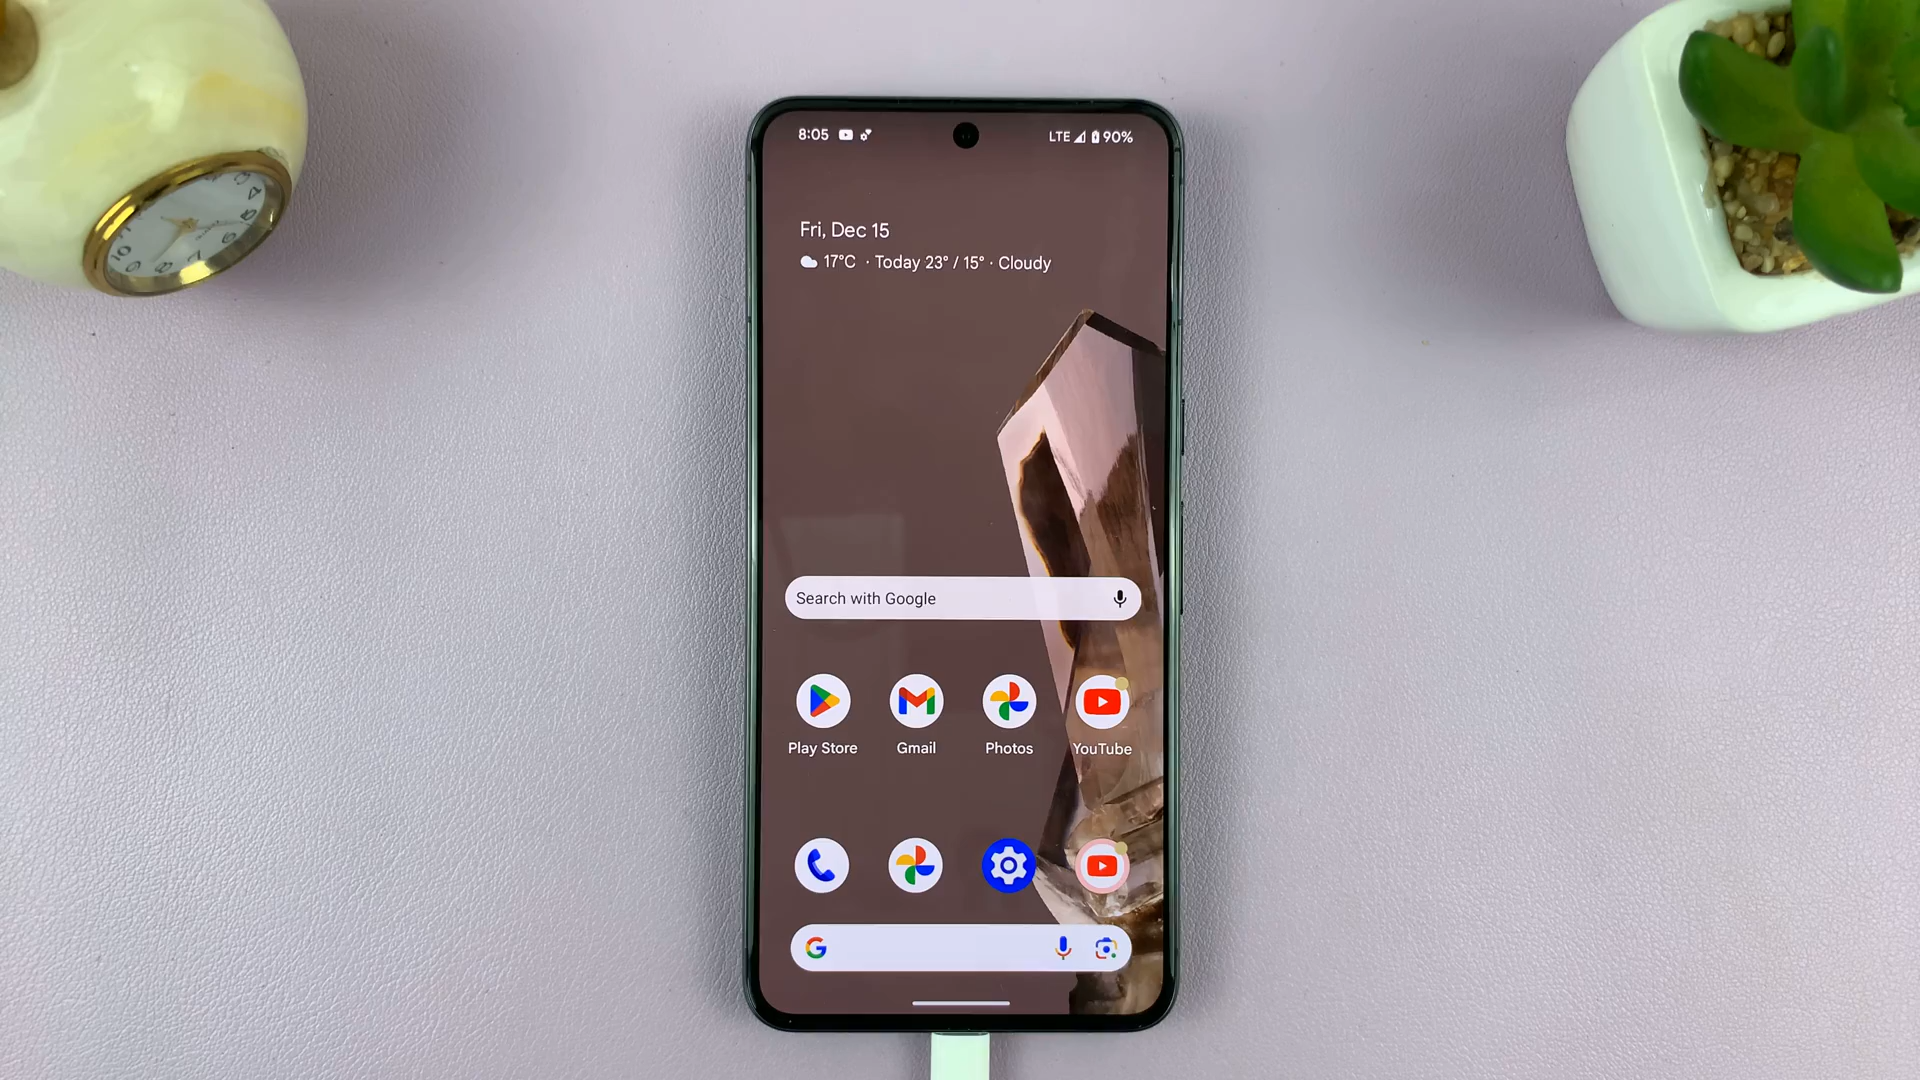 8:05
LTE 90%
Fri, Dec 15
17°C · Today 23° / 15° · Cloudy
Search with Google
Play Store
Gmail
Photos
YouTube
G